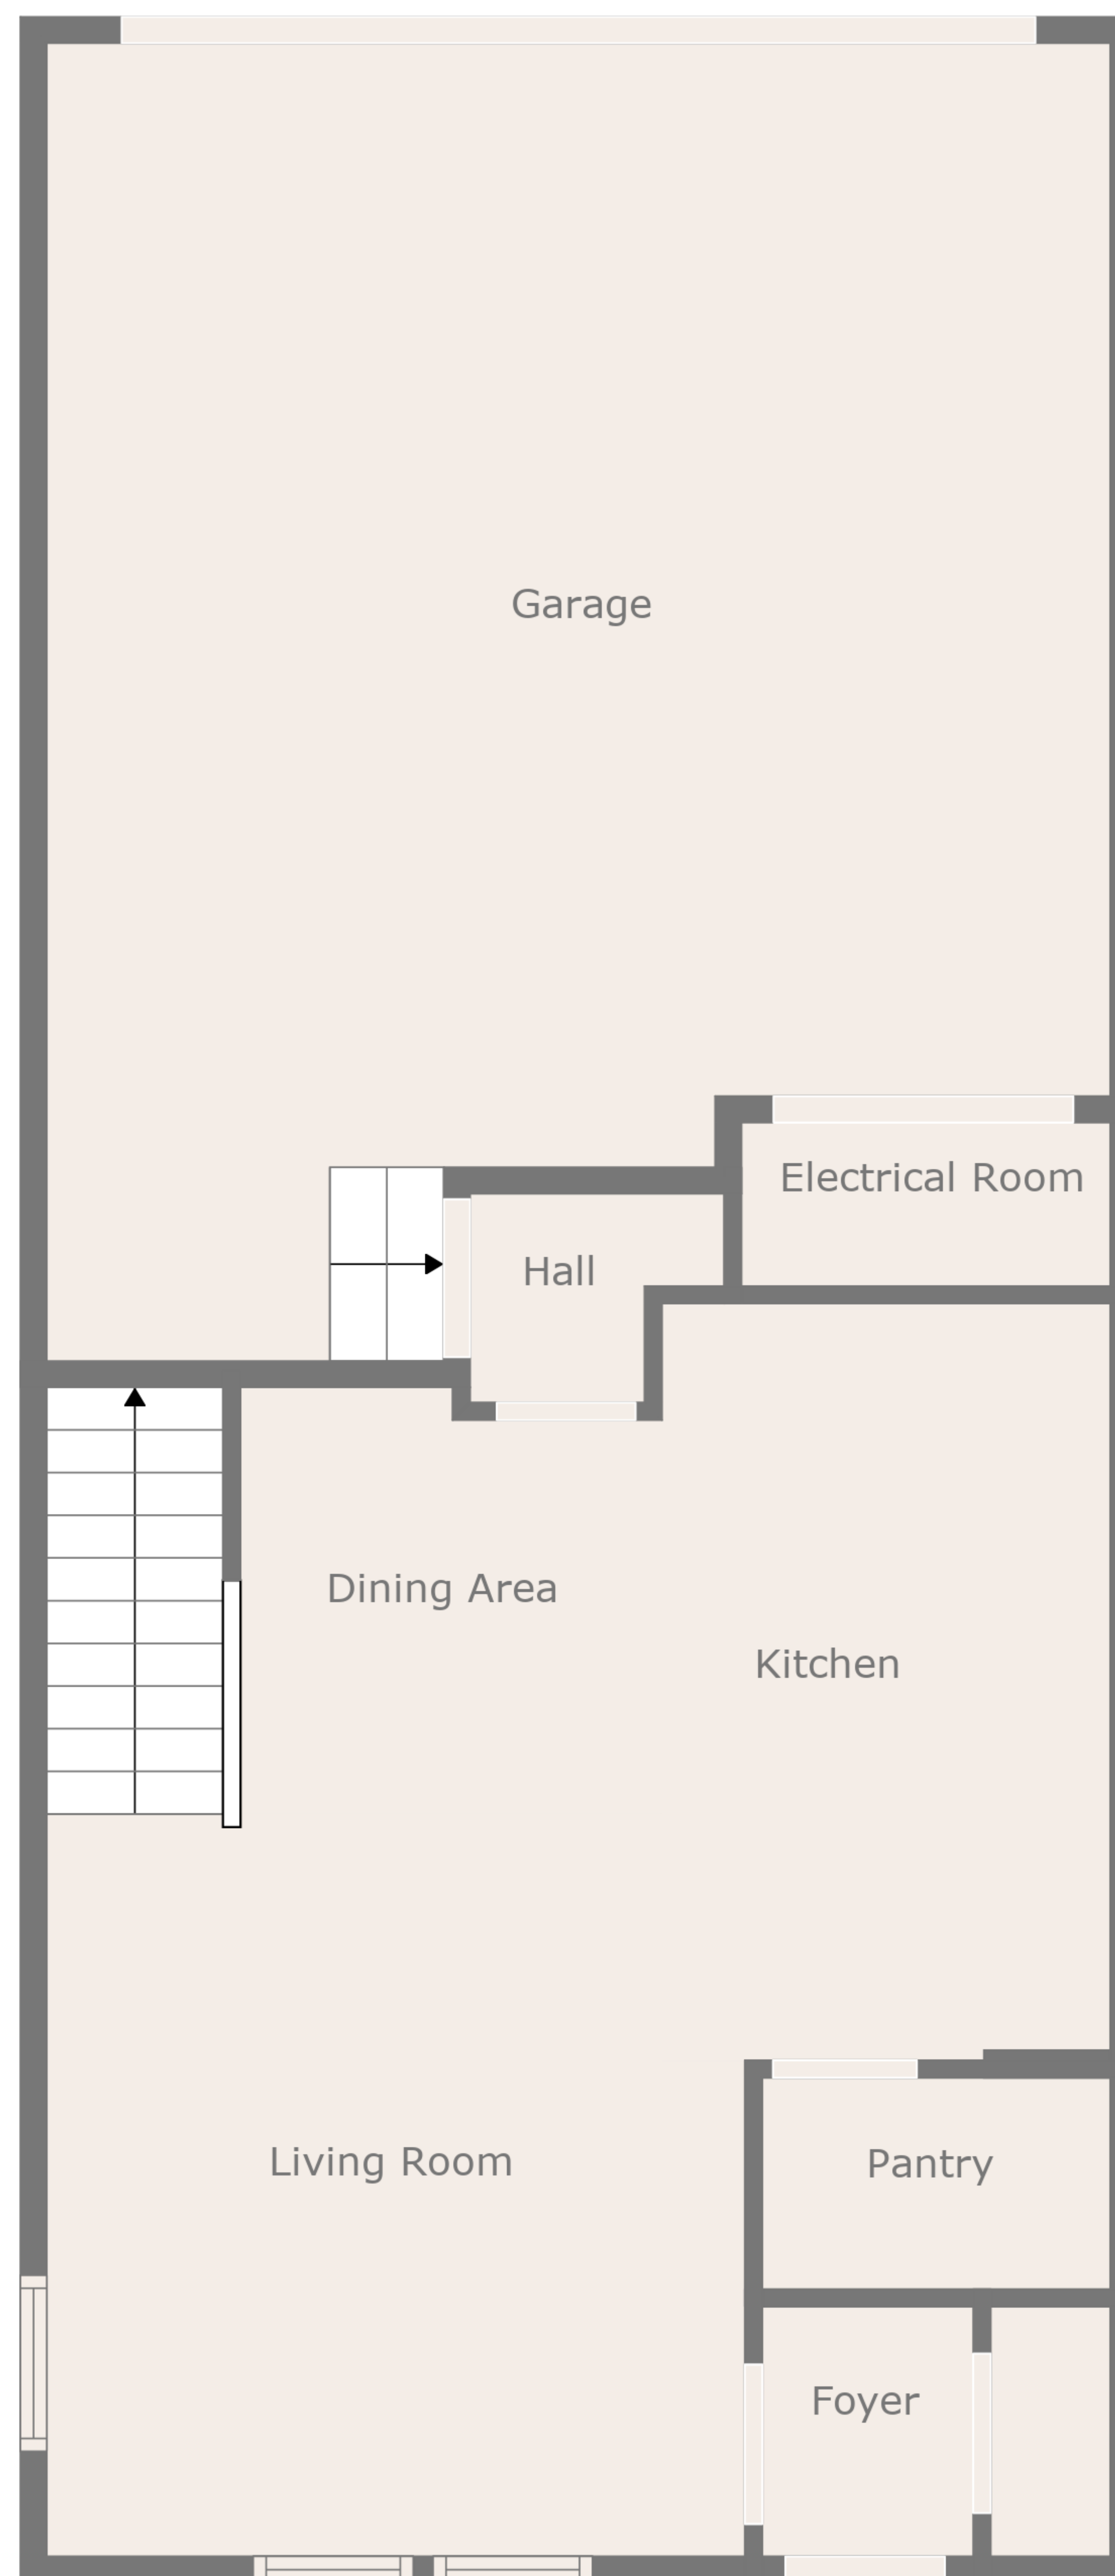 Garage
Electrical Room
Hall
Dining Area
Kitchen
Living Room
Pantry
Foyer